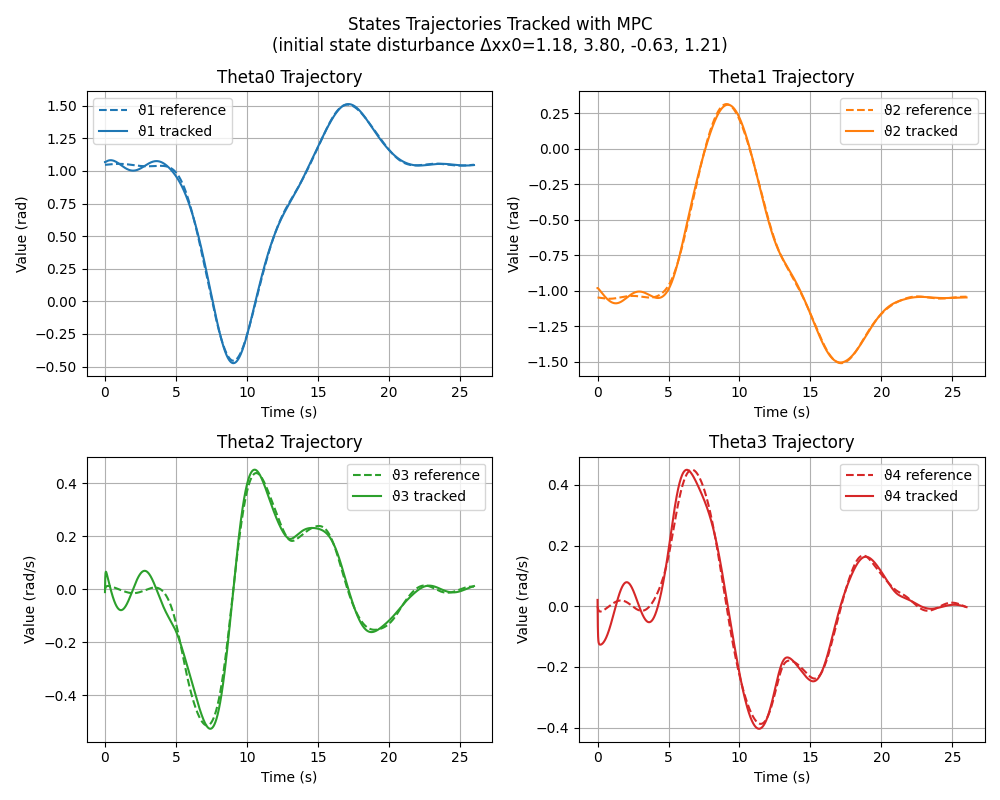 States Trajectories Tracked with MPC
(initial state disturbance Δxx0=1.18, 3.80, -0.63, 1.21)
Theta0 Trajectory
ϑ1 reference
ϑ1 tracked
Value (rad)
1.50
1.25
1.00
0.75
0.50
0.25
0.00
−0.25
−0.50
0 5 10 15 20 25
Time (s)
Theta1 Trajectory
ϑ2 reference
ϑ2 tracked
Value (rad)
0.25
0.00
−0.25
−0.50
−0.75
−1.00
−1.25
−1.50
0 5 10 15 20 25
Time (s)
Theta2 Trajectory
ϑ3 reference
ϑ3 tracked
Value (rad/s)
0.4
0.2
0.0
−0.2
−0.4
0 5 10 15 20 25
Time (s)
Theta3 Trajectory
ϑ4 reference
ϑ4 tracked
Value (rad/s)
0.4
0.2
0.0
−0.2
−0.4
0 5 10 15 20 25
Time (s)